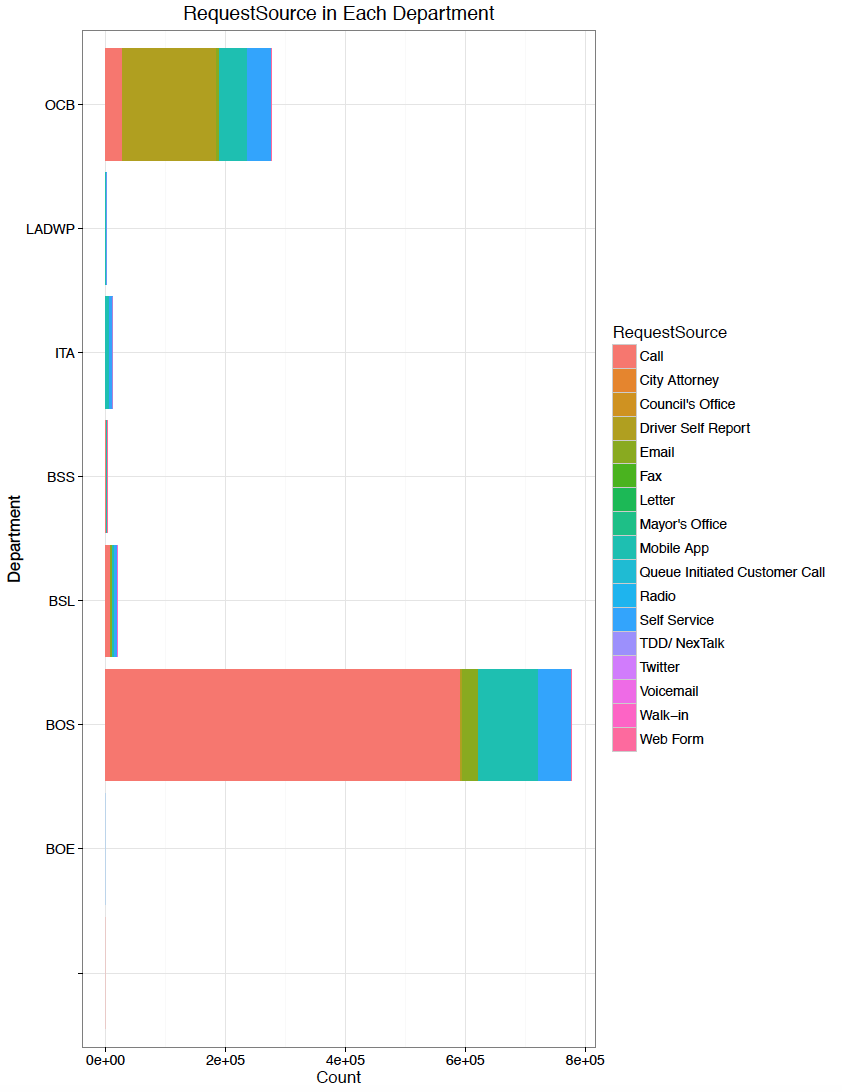 RequestSource in Each Department
Department
OCB
LADWP
ITA
BSS
BSL
BOS
BOE
0e+00 2e+05 4e+05 6e+05 8e+05
Count
RequestSource
Call
City Attorney
Council's Office
Driver Self Report
Email
Fax
Letter
Mayor's Office
Mobile App
Queue Initiated Customer Call
Radio
Self Service
TDD/ NexTalk
Twitter
Voicemail
Walk−in
Web Form